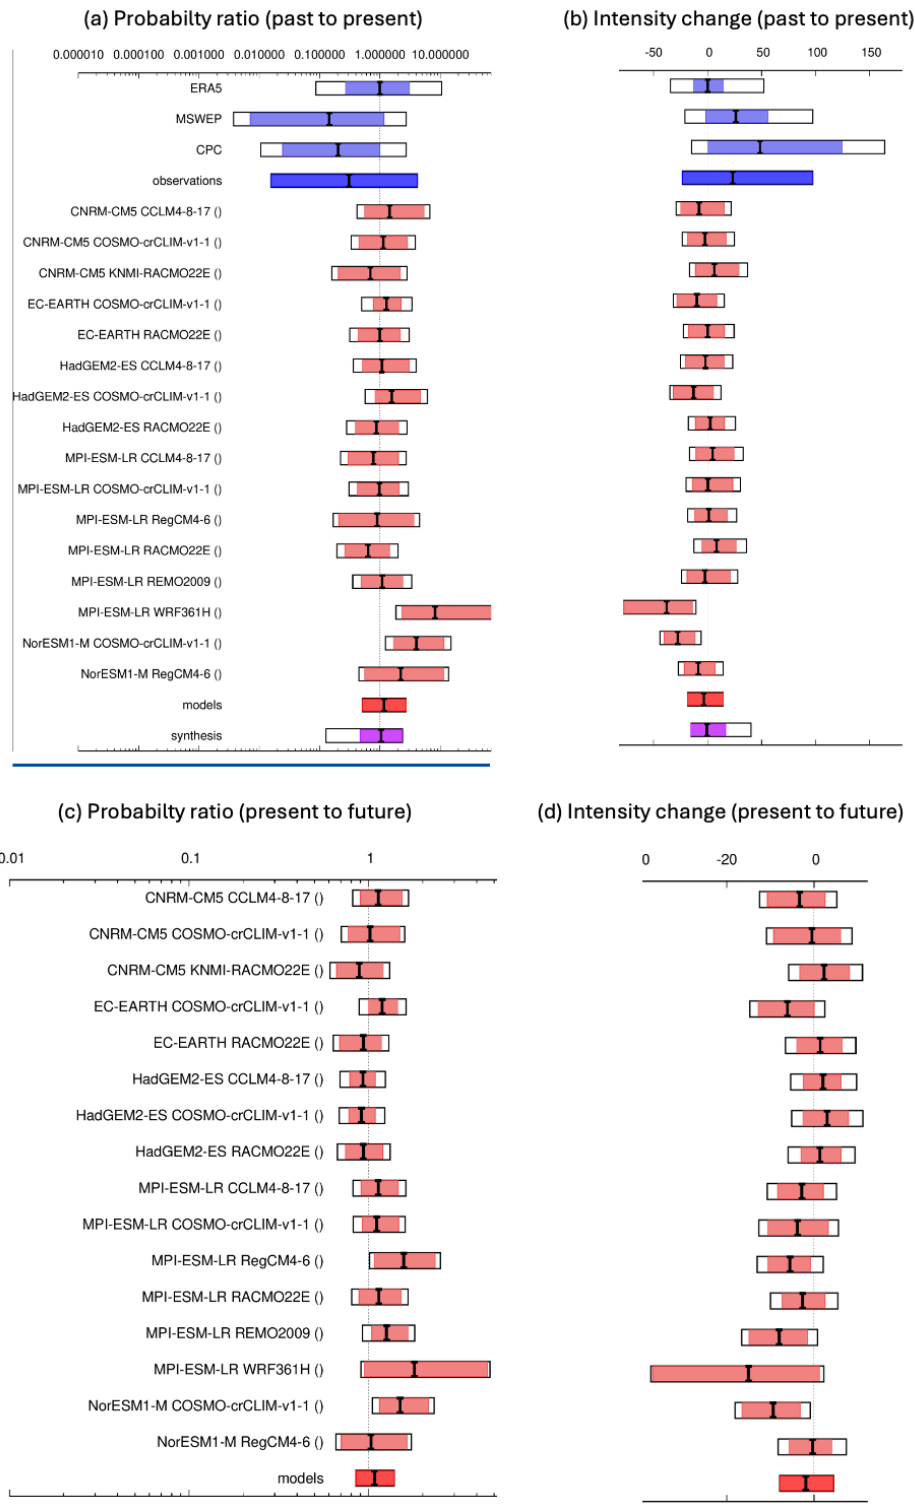 (a) Probabilty ratio (past to present)
0.000010 0.000100 0.001000 0.010000 0.100000 1.000000 10.000000
ERA5
MSWEP
CPC
observations
CNRM-CM5 CCLM4-8-17 ()
CNRM-CM5 COSMO-crCLIM-v1-1 ()
CNRM-CM5 KNMI-RACMO22E ()
EC-EARTH COSMO-crCLIM-v1-1 ()
EC-EARTH RACMO22E ()
HadGEM2-ES CCLM4-8-17 ()
HadGEM2-ES COSMO-crCLIM-v1-1 ()
HadGEM2-ES RACMO22E ()
MPI-ESM-LR CCLM4-8-17 ()
MPI-ESM-LR COSMO-crCLIM-v1-1 ()
MPI-ESM-LR RegCM4-6 ()
MPI-ESM-LR RACMO22E ()
MPI-ESM-LR REMO2009 ()
MPI-ESM-LR WRF361H ()
NorESM1-M COSMO-crCLIM-v1-1 ()
NorESM1-M RegCM4-6 ()
models
synthesis
(b) Intensity change (past to present)
-50 0 50 100 150
(c) Probabilty ratio (present to future)
0.01 0.1 1
CNRM-CM5 CCLM4-8-17 ()
CNRM-CM5 COSMO-crCLIM-v1-1 ()
CNRM-CM5 KNMI-RACMO22E ()
EC-EARTH COSMO-crCLIM-v1-1 ()
EC-EARTH RACMO22E ()
HadGEM2-ES CCLM4-8-17 ()
HadGEM2-ES COSMO-crCLIM-v1-1 ()
HadGEM2-ES RACMO22E ()
MPI-ESM-LR CCLM4-8-17 ()
MPI-ESM-LR COSMO-crCLIM-v1-1 ()
MPI-ESM-LR RegCM4-6 ()
MPI-ESM-LR RACMO22E ()
MPI-ESM-LR REMO2009 ()
MPI-ESM-LR WRF361H ()
NorESM1-M COSMO-crCLIM-v1-1 ()
NorESM1-M RegCM4-6 ()
models
(d) Intensity change (present to future)
0 -20 0